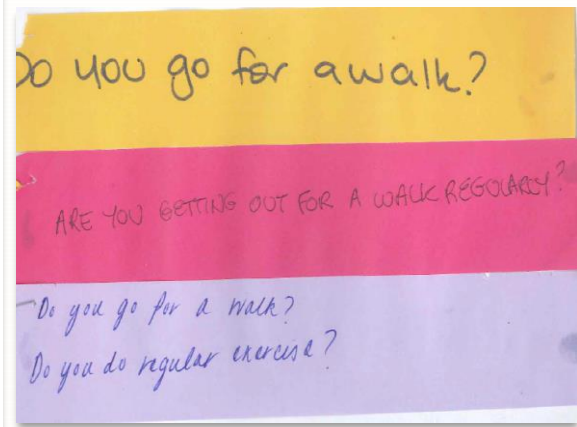 Do you go for a walk?
ARE YOU GETTING OUT FOR A WALK REGULARLY?
Do you go for a walk?
Do you do regular exercise?